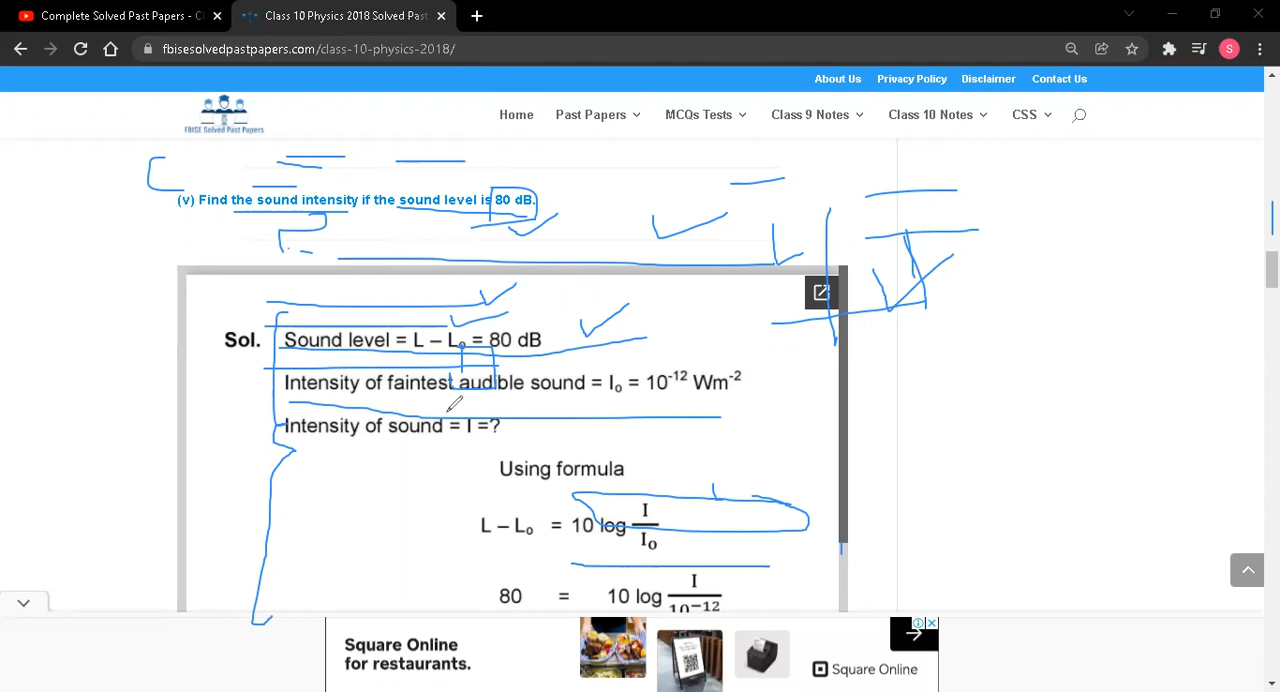 Complete Solved Past Papers - C
Class 10 Physics 2018 Solved Past
fbisesolvedpastpapers.com/class-10-physics-2018/
S
About Us Privacy Policy Disclaimer Contact Us
FBISE Solved Past Papers
Home Past Papers MCQs Tests Class 9 Notes Class 10 Notes CSS
(v) Find the sound intensity if the sound level is 80 dB.
Sol. Sound level = L – Lₒ = 80 dB
Intensity of faintest audible sound = Iₒ = 10⁻¹² Wm⁻²
Intensity of sound = I =?
Using formula
L – Lₒ = 10 log I/Iₒ
80 = 10 log I/10⁻¹²
Square Online
for restaurants.
Square Online